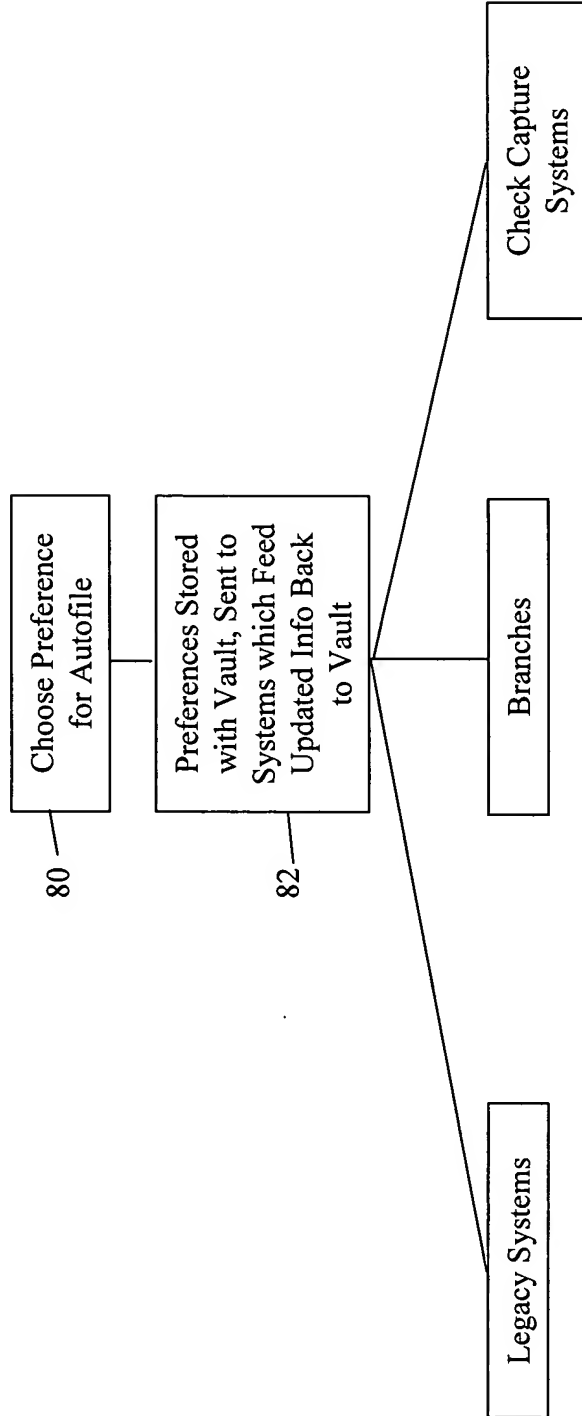 80
Choose Preference
for Autofile
82
Preferences Stored
with Vault, Sent to
Systems which Feed
Updated Info Back
to Vault
Legacy Systems
Branches
Check Capture
Systems